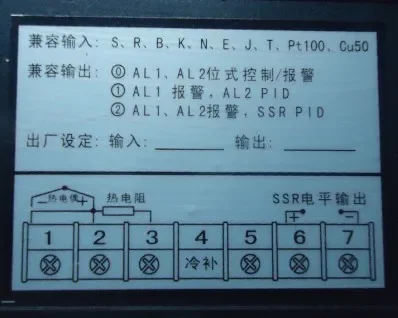 兼容输入: S、R、B、K、N、E、J、T、Pt100、Cu50
兼容输出: ⓪ AL1、AL2位式控制/报警
① AL1 报警,AL2 PID
② AL1、AL2报警,SSR PID
出厂设定: 输入: 输出:
热电偶 热电阻 SSR电平输出
- + + -
1 2 3 4 5 6 7
冷补